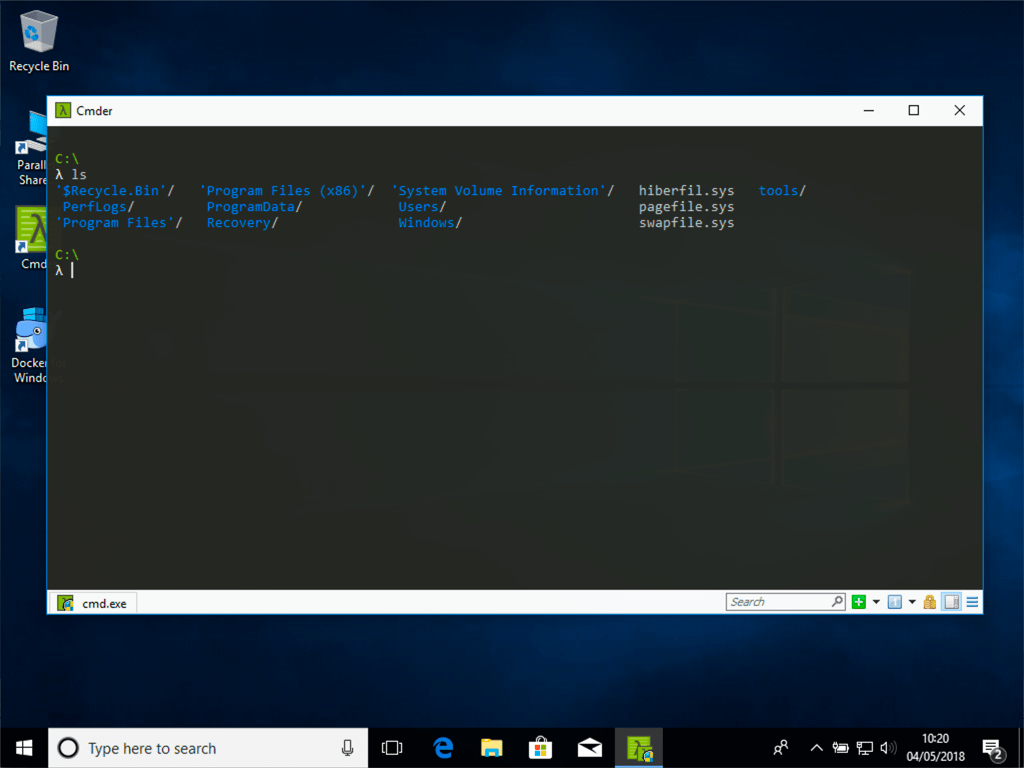 Recycle Bin
Cmder
Parall
Share
Cmd
Docker
Windo
C:\
λ ls
'$Recycle.Bin'/ 'Program Files (x86)'/ 'System Volume Information'/ hiberfil.sys tools/
PerfLogs/ ProgramData/ Users/ pagefile.sys
'Program Files'/ Recovery/ Windows/ swapfile.sys
C:\
λ
cmd.exe
Search
Type here to search
10:20
04/05/2018
2